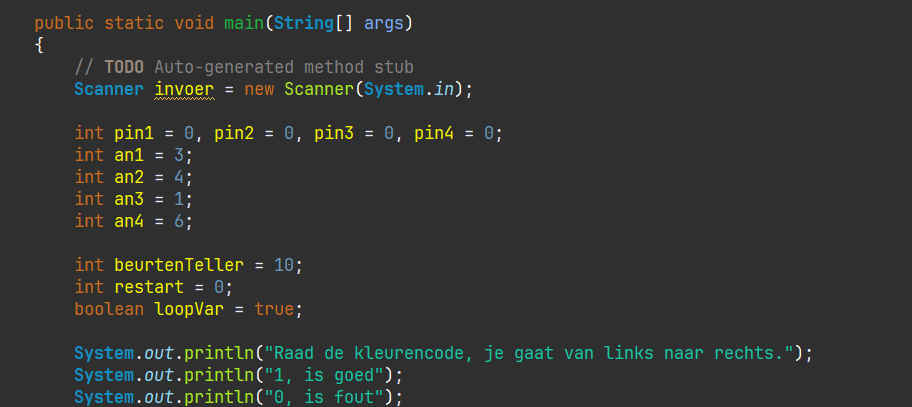 public static void main(String[] args)
{
// TODO Auto-generated method stub
Scanner invoer = new Scanner(System.in);
int pin1 = 0, pin2 = 0, pin3 = 0, pin4 = 0;
int an1 = 3;
int an2 = 4;
int an3 = 1;
int an4 = 6;
int beurtenTeller = 10;
int restart = 0;
boolean loopVar = true;
System.out.println("Raad de kleurencode, je gaat van links naar rechts.");
System.out.println("1, is goed");
System.out.println("0, is fout");